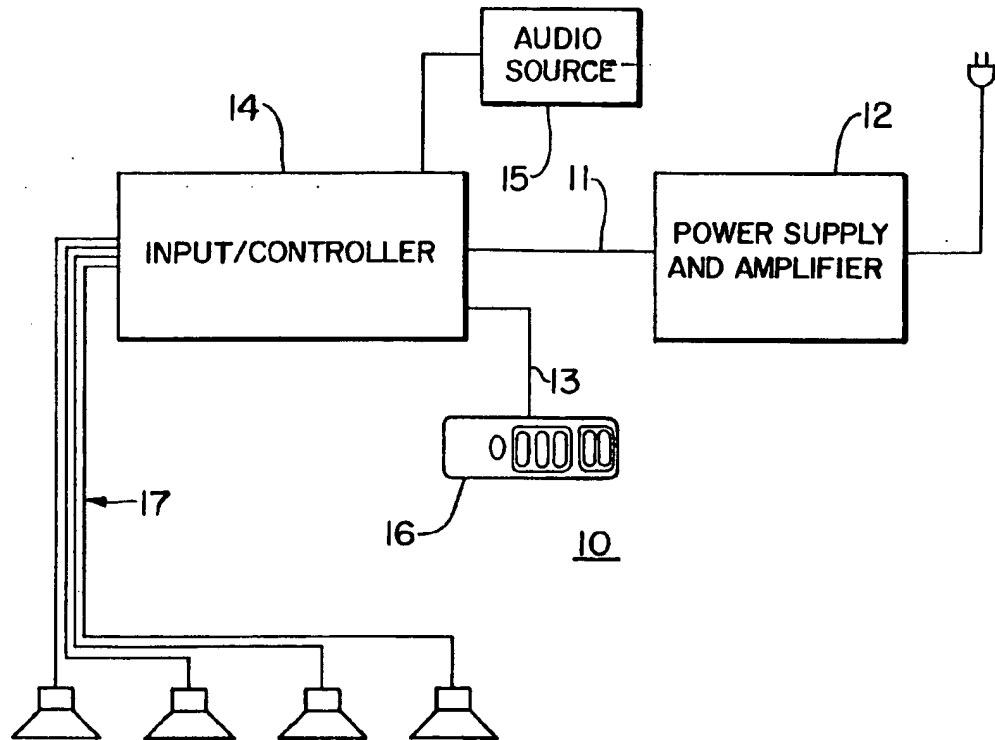 AUDIO
SOURCE
14
15
11
12
INPUT/CONTROLLER
POWER SUPPLY
AND AMPLIFIER
13
17
16
10